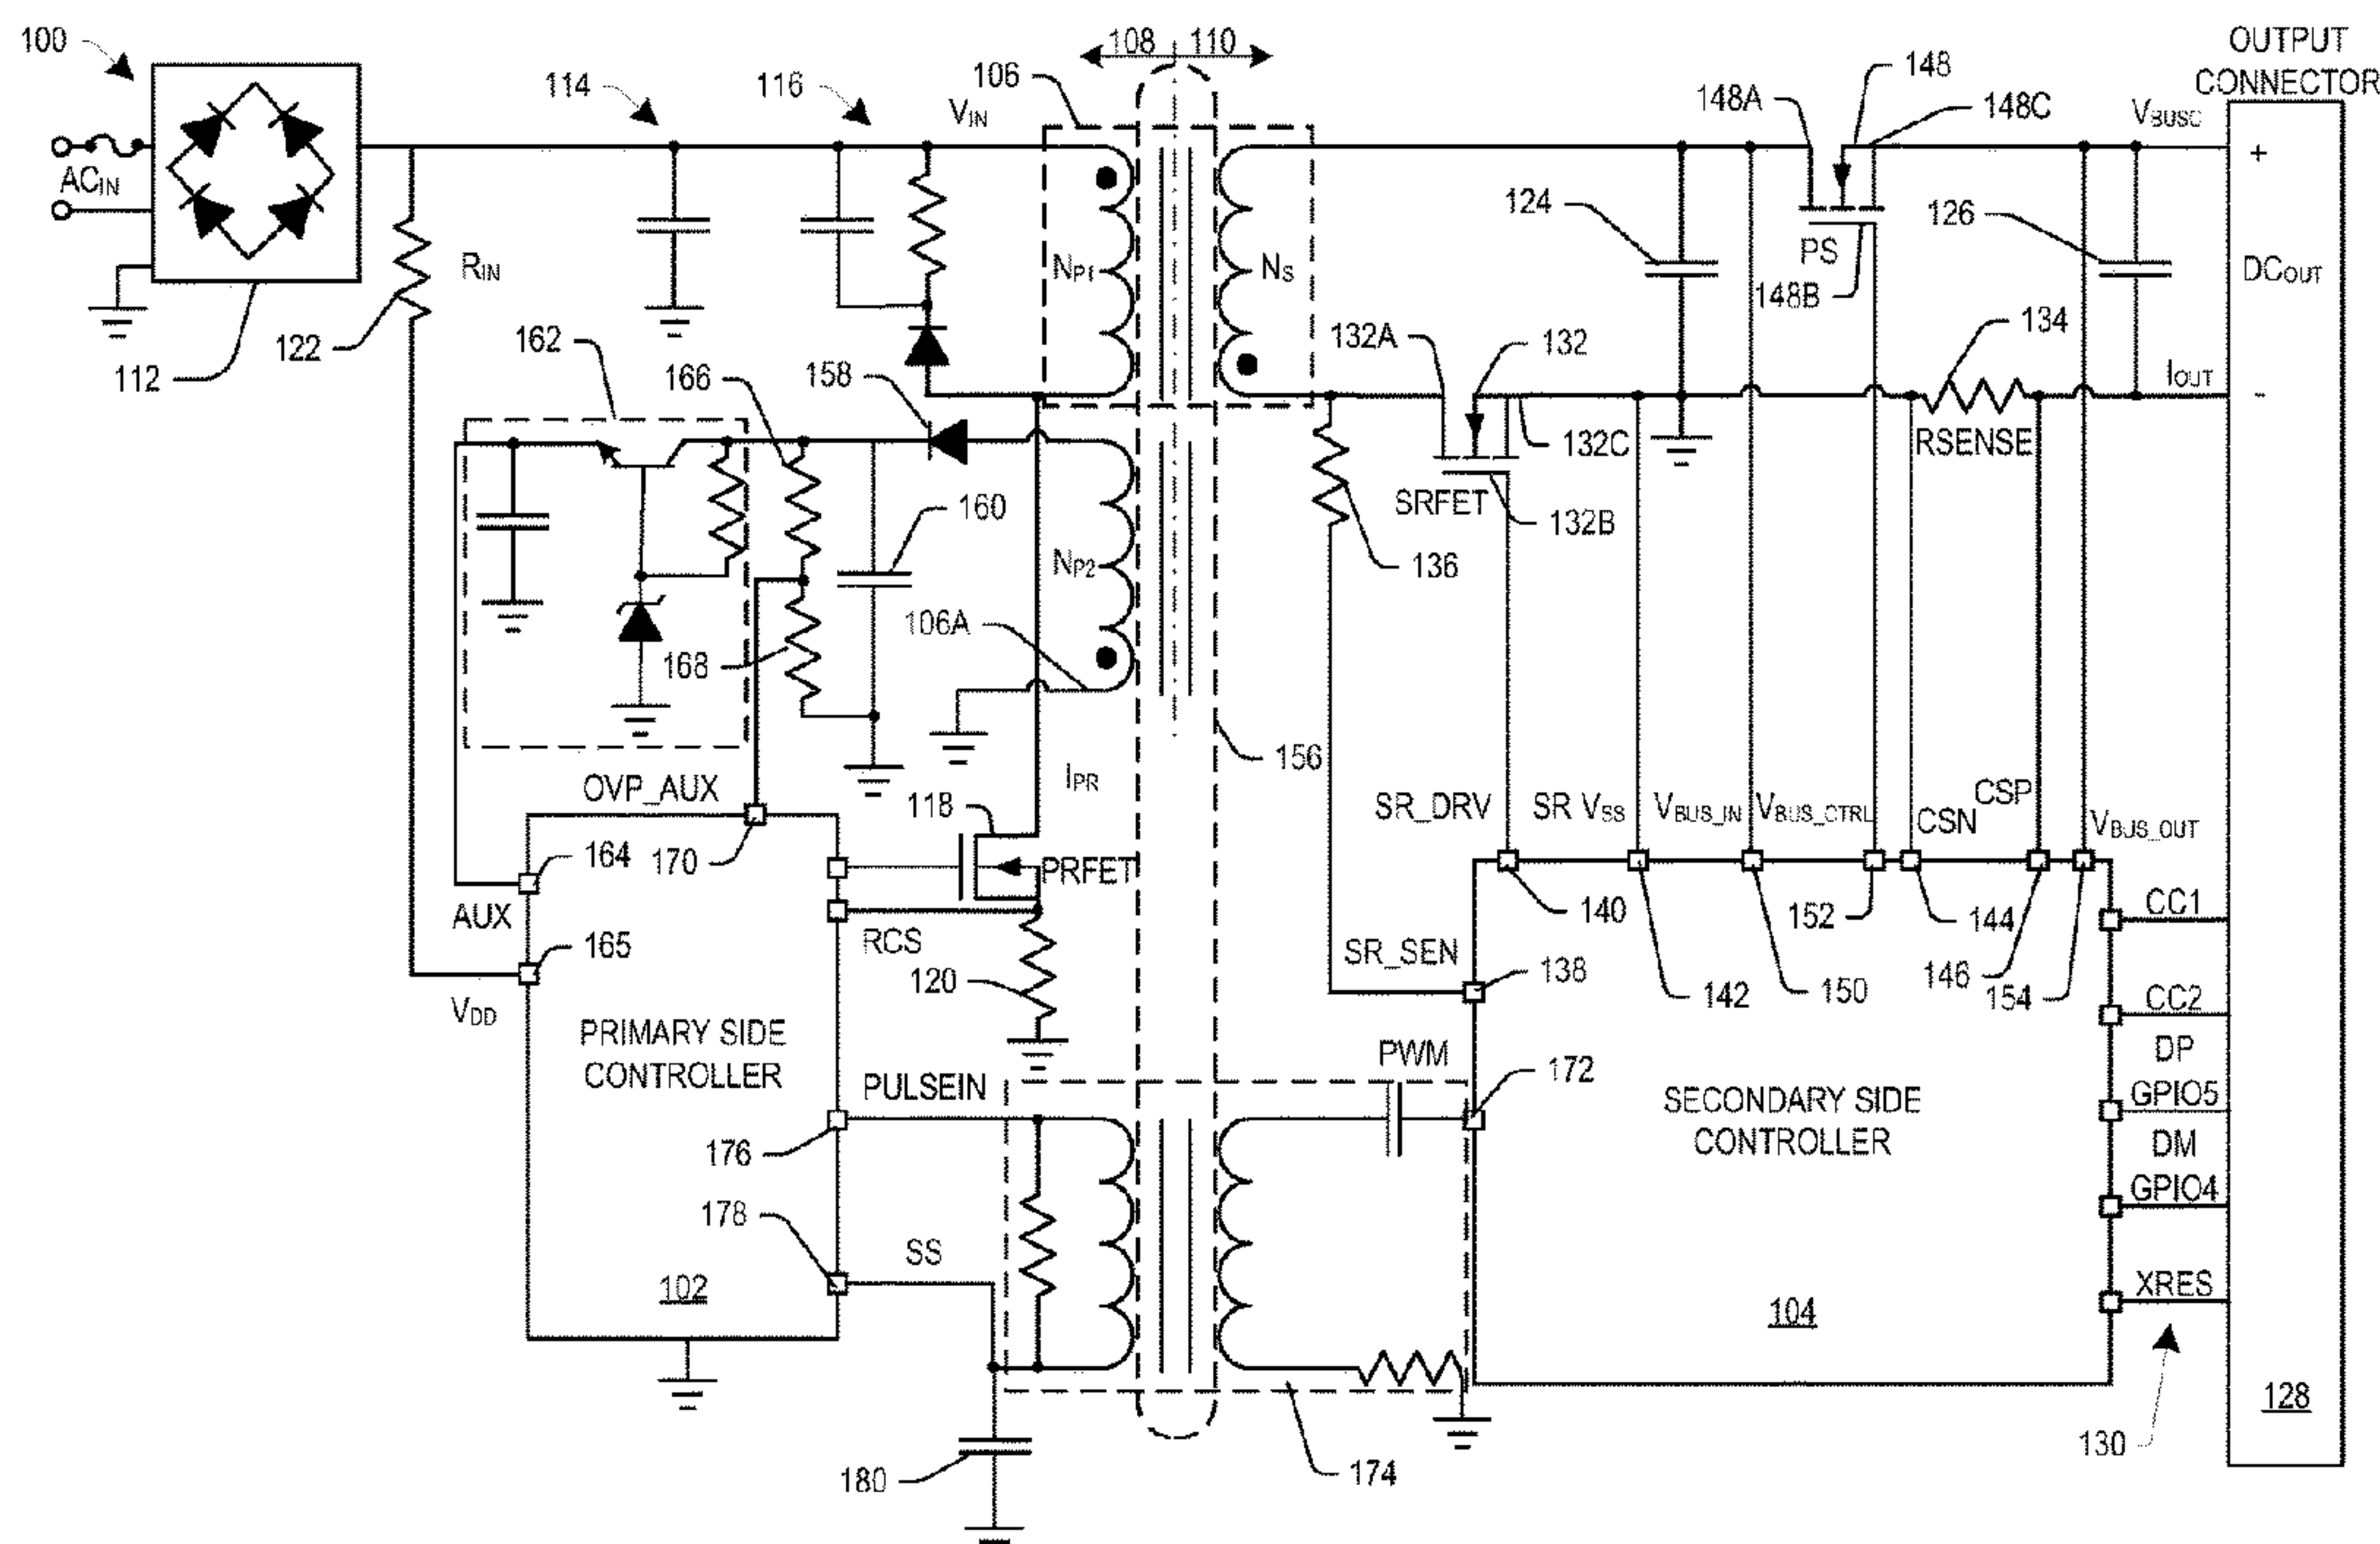 100
114
116
106
108
110
148
OUTPUT
CONNECTOR
148A
148C
VIN
VBUSC
ACIN
+
RIN
NP1
NS
124
PS
126
DCOUT
148B
132A
132
134
162
122
112
166
158
IOUT
-
132C
RSENSE
160
SRFET
132B
136
NP2
106A
168
156
IPR
OVP_AUX
118
SR_DRV
SR VSS
VBUS_IN
VBUS_CTRL
CSN
CSP
VBUS_OUT
164
170
PRFET
AUX
140
152
144
CC1
165
RCS
SR_SEN
138
142
150
146
154
120
CC2
VDD
PRIMARY SIDE
CONTROLLER
PWM
172
DP
PULSEIN
SECONDARY SIDE
CONTROLLER
GPIO5
176
DM
GPIO4
178
SS
102
104
XRES
128
130
180
174